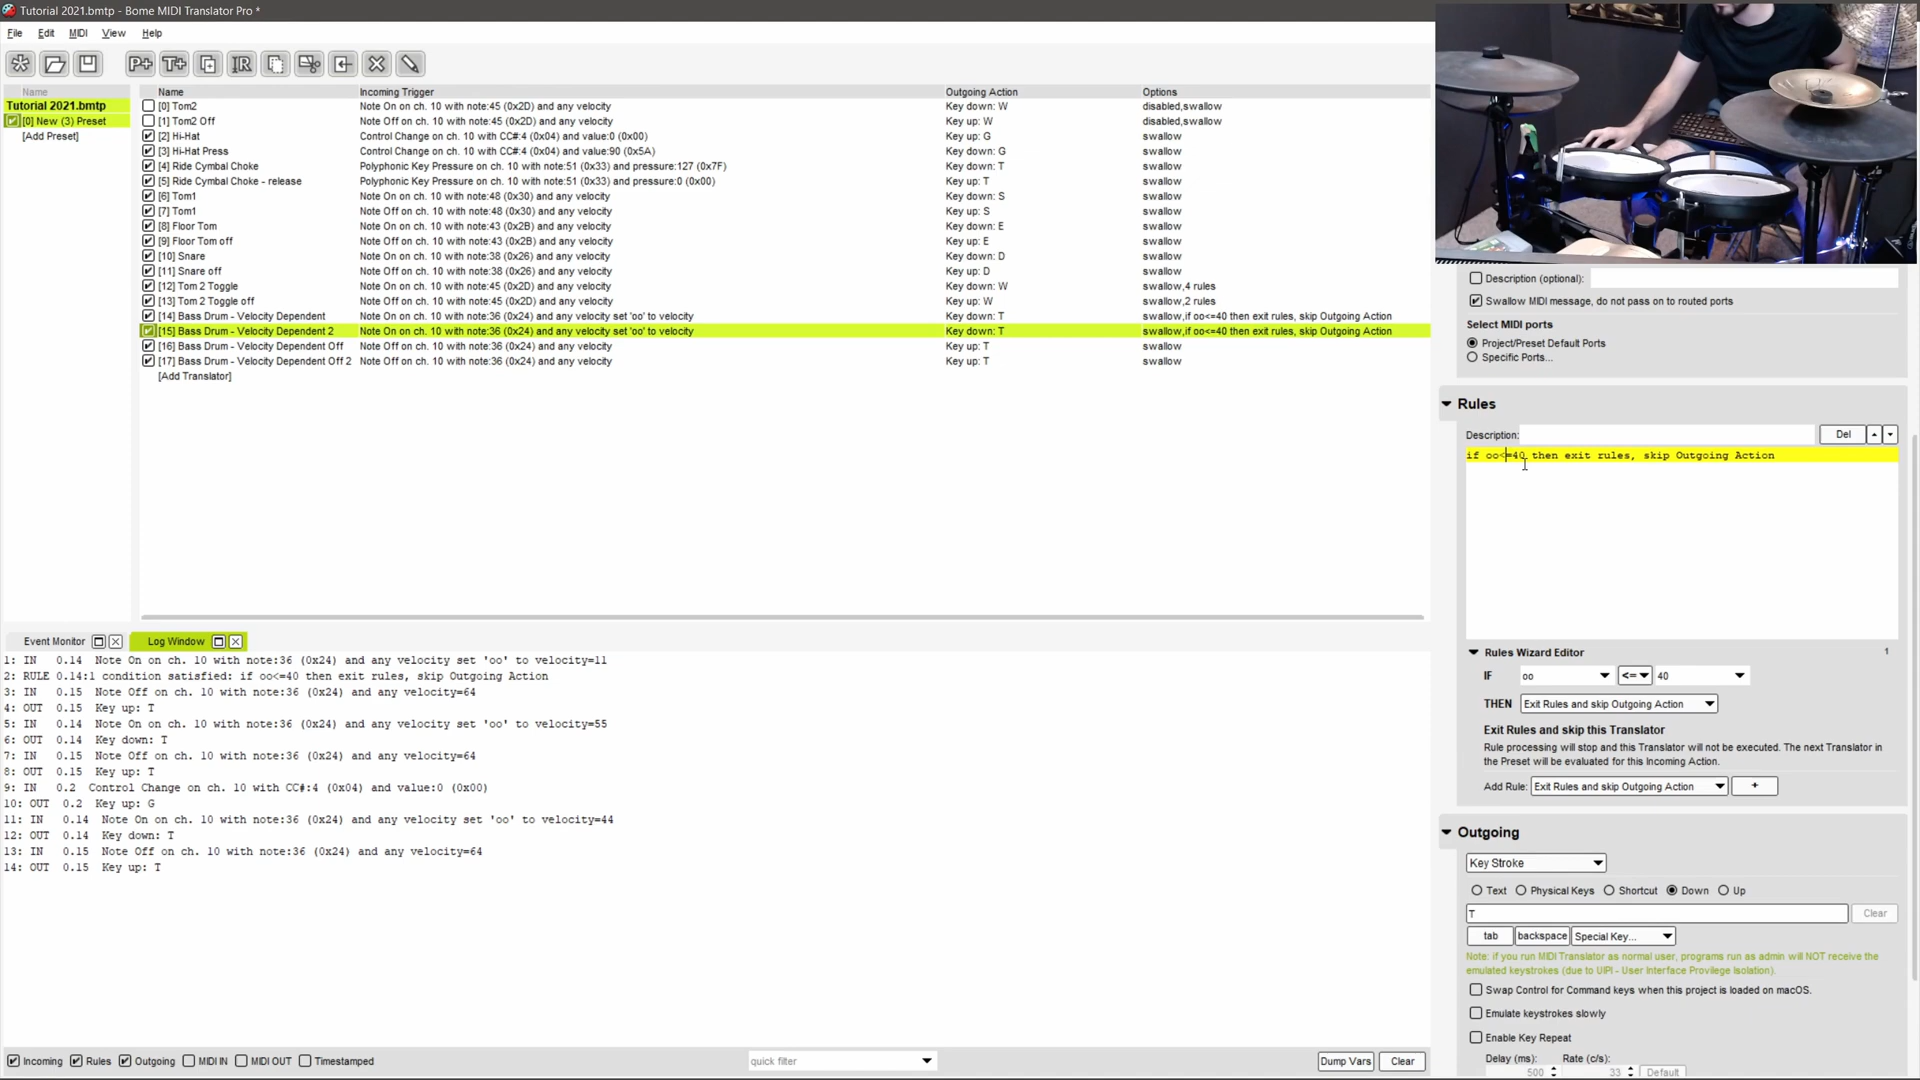 Tutorial 2021.bmtp - Bome MIDI Translator Pro *
File Edit MIDI View Help
P+ T+ IR
Name
Tutorial 2021.bmtp
[0] New (3) Preset
[Add Preset]
Name Incoming Trigger Outgoing Action Options
[0] Tom2 Note On on ch. 10 with note:45 (0x2D) and any velocity Key down: W disabled,swallow
[1] Tom2 Off Note On on ch. 10 with note:45 (0x2D) and any velocity Key up: W disabled,swallow
[2] Hi-Hat Control Change on ch. 10 with CC#:4 (0x04) and value:0 (0x00) Key up: G swallow
[3] Hi-Hat Press Control Change on ch. 10 with CC#:4 (0x04) and value:90 (0x5A) Key down: G swallow
[4] Ride Cymbal Choke Polyphonic Key Pressure on ch. 10 with note:51 (0x33) and pressure:127 (0x7F) Key down: T swallow
[5] Ride Cymbal Choke - release Polyphonic Key Pressure on ch. 10 with note:51 (0x33) and pressure:0 (0x00) Key up: T swallow
[6] Tom1 Note On on ch. 10 with note:48 (0x30) and any velocity Key down: S swallow
[7] Tom1 Note Off on ch. 10 with note:48 (0x30) and any velocity Key up: S swallow
[8] Floor Tom Note On on ch. 10 with note:43 (0x2B) and any velocity Key down: E swallow
[9] Floor Tom off Note Off on ch. 10 with note:43 (0x2B) and any velocity Key up: E swallow
[10] Snare Note On on ch. 10 with note:38 (0x26) and any velocity Key down: D swallow
[11] Snare off Note Off on ch. 10 with note:38 (0x26) and any velocity Key up: D swallow
[12] Tom 2 Toggle Note On on ch. 10 with note:45 (0x2D) and any velocity Key down: W swallow,4 rules
[13] Tom 2 Toggle off Note Off on ch. 10 with note:45 (0x2D) and any velocity Key up: W swallow,2 rules
[14] Bass Drum - Velocity Dependent Note On on ch. 10 with note:36 (0x24) and any velocity set 'oo' to velocity Key down: T swallow,if oo<=40 then exit rules, skip Outgoing Action
[15] Bass Drum - Velocity Dependent 2 Note On on ch. 10 with note:36 (0x24) and any velocity set 'oo' to velocity Key down: T swallow,if oo<=40 then exit rules, skip Outgoing Action
[16] Bass Drum - Velocity Dependent Off Note Off on ch. 10 with note:36 (0x24) and any velocity Key up: T swallow
[17] Bass Drum - Velocity Dependent Off 2 Note Off on ch. 10 with note:36 (0x24) and any velocity Key up: T swallow
[Add Translator]
Event Monitor Log Window
1: IN 0.14 Note On on ch. 10 with note:36 (0x24) and any velocity set 'oo' to velocity=11
2: RULE 0.14:1 condition satisfied: if oo<=40 then exit rules, skip Outgoing Action
3: IN 0.15 Note Off on ch. 10 with note:36 (0x24) and any velocity=64
4: OUT 0.15 Key up: T
5: IN 0.14 Note On on ch. 10 with note:36 (0x24) and any velocity set 'oo' to velocity=55
6: OUT 0.14 Key down: T
7: IN 0.15 Note Off on ch. 10 with note:36 (0x24) and any velocity=64
8: OUT 0.15 Key up: T
9: IN 0.2 Control Change on ch. 10 with CC#:4 (0x04) and value:0 (0x00)
10: OUT 0.2 Key up: G
11: IN 0.14 Note On on ch. 10 with note:36 (0x24) and any velocity set 'oo' to velocity=44
12: OUT 0.14 Key down: T
13: IN 0.15 Note Off on ch. 10 with note:36 (0x24) and any velocity=64
14: OUT 0.15 Key up: T
Incoming Rules Outgoing MIDI IN MIDI OUT Timestamped quick filter Dump Vars Clear
Description (optional):
Swallow MIDI message, do not pass on to routed ports
Select MIDI ports
Project/Preset Default Ports
Specific Ports...
Rules
Description: Del
if oo<=40 then exit rules, skip Outgoing Action
Rules Wizard Editor 1
IF oo <= 40
THEN Exit Rules and skip Outgoing Action
Exit Rules and skip this Translator
Rule processing will stop and this Translator will not be executed. The next Translator in
the Preset will be evaluated for this Incoming Action.
Add Rule: Exit Rules and skip Outgoing Action +
Outgoing
Key Stroke
Text Physical Keys Shortcut Down Up
T Clear
tab backspace Special Key...
Note: if you run MIDI Translator as normal user, programs run as admin will NOT receive the
emulated keystrokes (due to UIPI - User Interface Provilege Isolation).
Swap Control for Command keys when this project is loaded on macOS.
Emulate keystrokes slowly
Enable Key Repeat
Delay (ms): Rate (c/s):
500 33 Default